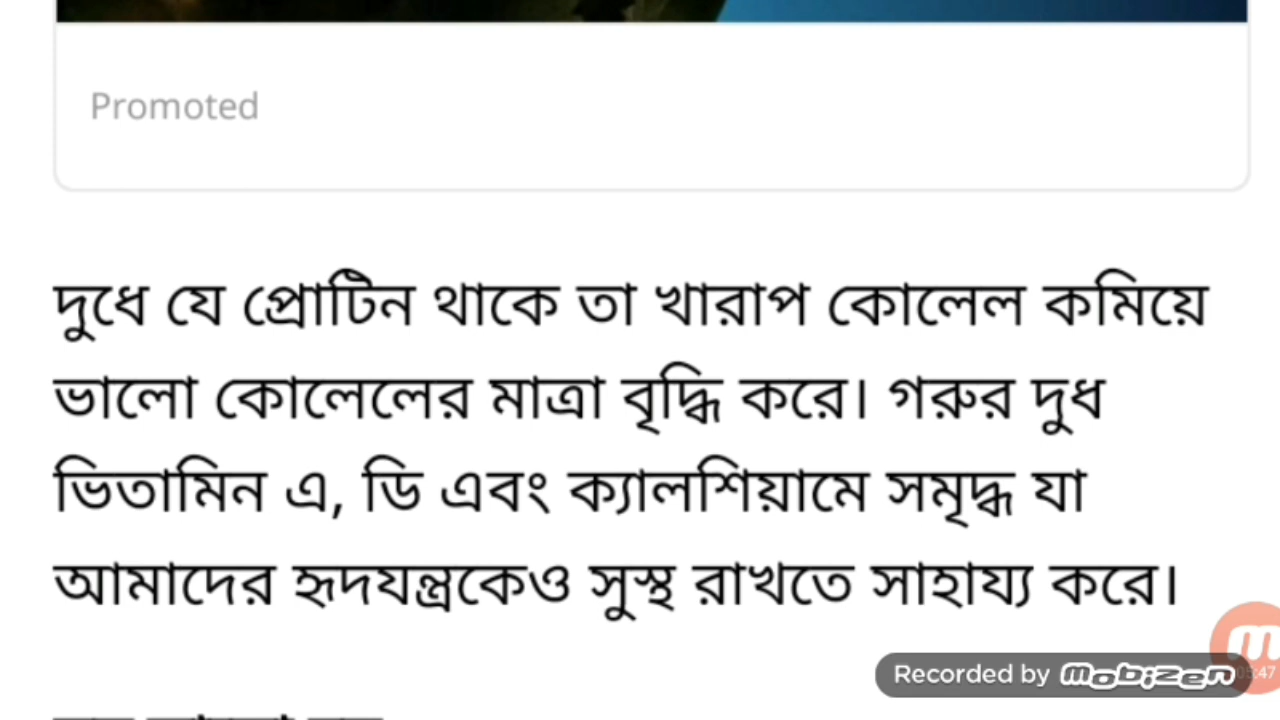 Promoted
দুধে যে প্রোটিন থাকে তা খারাপ কোলেল কমিয়ে
ভালো কোলেলের মাত্রা বৃদ্ধি করে। গরুর দুধ
ভিতামিন এ, ডি এবং ক্যালশিয়ামে সমৃদ্ধ যা
আমাদের হৃদযন্ত্রকেও সুস্থ রাখতে সাহায্য করে।
Recorded by mobizen